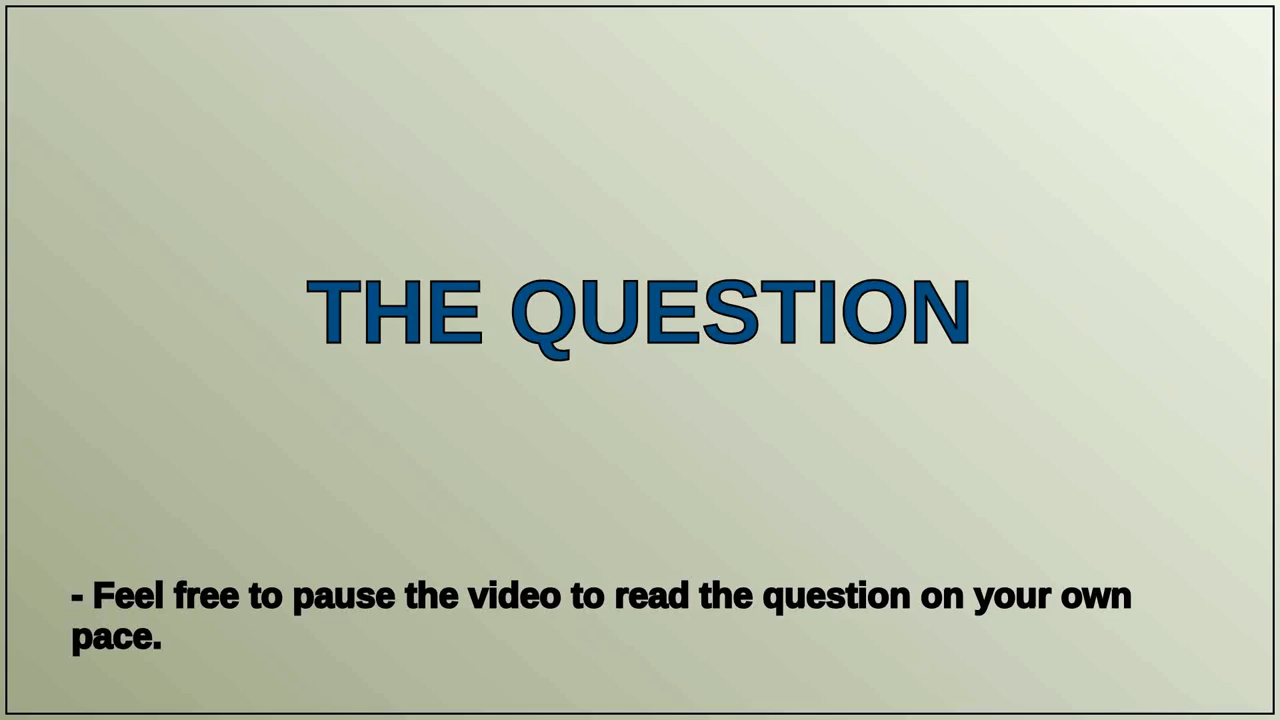 THE QUESTION
- Feel free to pause the video to read the question on your own
pace.